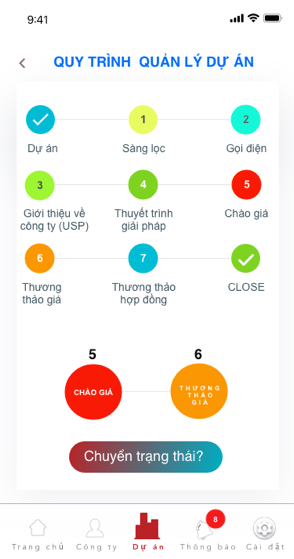 9:41
QUY TRÌNH QUẢN LÝ DỰ ÁN
1
2
Dự án
Sàng lọc
Gọi điện
3
4
5
Giới thiệu về
công ty (USP)
Thuyết trình
giải pháp
Chào giá
6
7
Thương
thảo giá
Thương thảo
hợp đồng
CLOSE
5
6
CHÀO GIÁ
THƯƠNG
THẢO
GIÁ
Chuyển trạng thái?
8
Trang chủ
Công ty
Dự án
Thông báo
Cài đặt